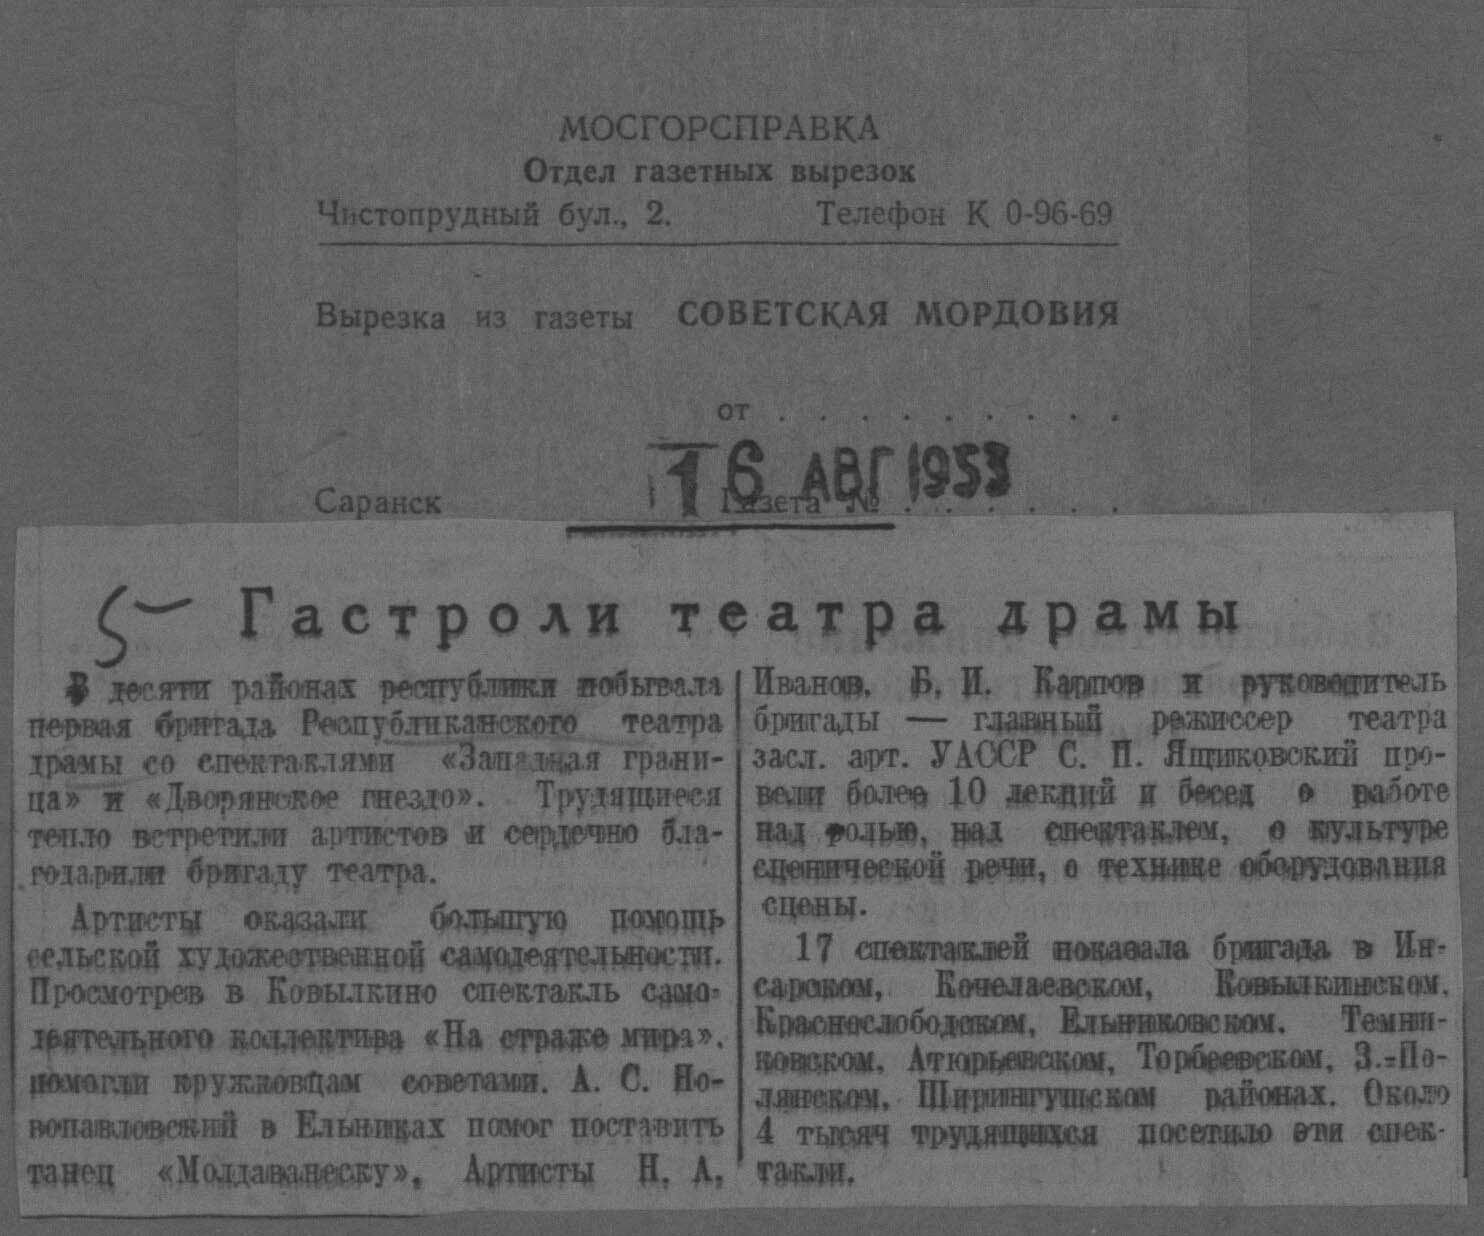 МОСГОРСПРАВКА
Отдел газетных вырезок
Чистопрудный бул., 2. Телефон К 0-96-69
Вырезка из газеты СОВЕТСКАЯ МОРДОВИЯ
от . . . . . . . . .
16 АВГ 1953
Саранск Газета № . . . . . .
5
Гастроли театра драмы
В десяти районах республики побывала
первая бригада Республиканского театра
драмы со спектаклями «Западная грани-
ца» и «Дворянское гнездо». Трудящиеся
тепло встретили артистов и сердечно бла-
годарили бригаду театра.
Артисты оказали большую помощь
сельской художественной самодеятельности.
Просмотрев в Ковылкино спектакль само-
деятельного коллектива «На страже мира»,
помогли кружковцам советами. А. С. Но-
вопавловский в Ельниках помог поставить
танец «Молдаванеску». Артисты Н. А.
Иванов, Б. И. Карпов и руководитель
бригады — главный режиссер театра
засл. арт. УАССР С. П. Ящиковский про-
вели более 10 лекций и бесед о работе
над ролью, над спектаклем, о культуре
сценической речи, о технике оборудования
сцены.
17 спектаклей показала бригада в Ин-
сарском, Кочелаевском, Ковылкинском,
Краснослободском, Ельниковском, Темни-
ковском, Атюрьевском, Торбеевском, З.-По-
лянском, Ширингушском районах. Около
4 тысяч трудящихся посетило эти спек-
такли.